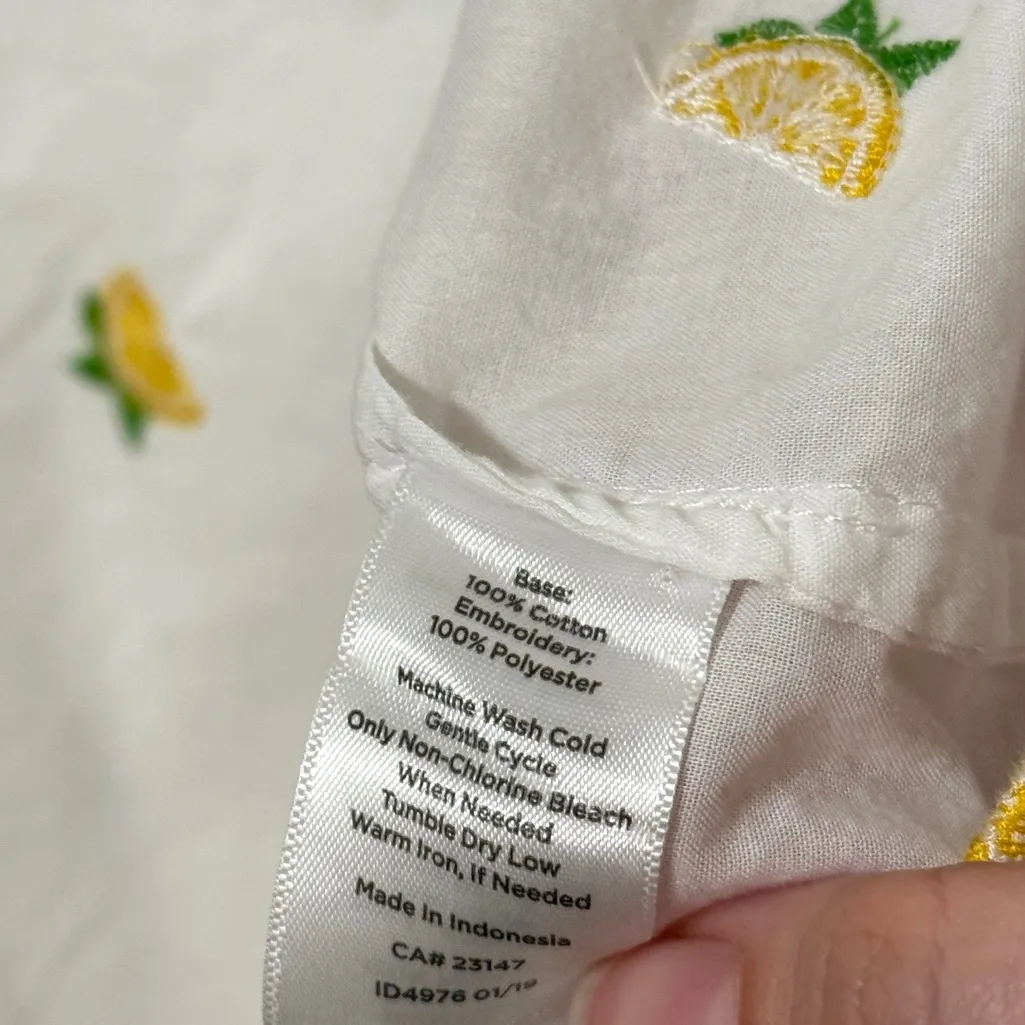 Base:
100% Cotton
Embroidery:
100% Polyester
Machine Wash Cold
Gentle Cycle
Only Non-Chlorine Bleach
When Needed
Tumble Dry Low
Warm Iron, If Needed
Made In Indonesia
CA# 23147
ID4976 01/19